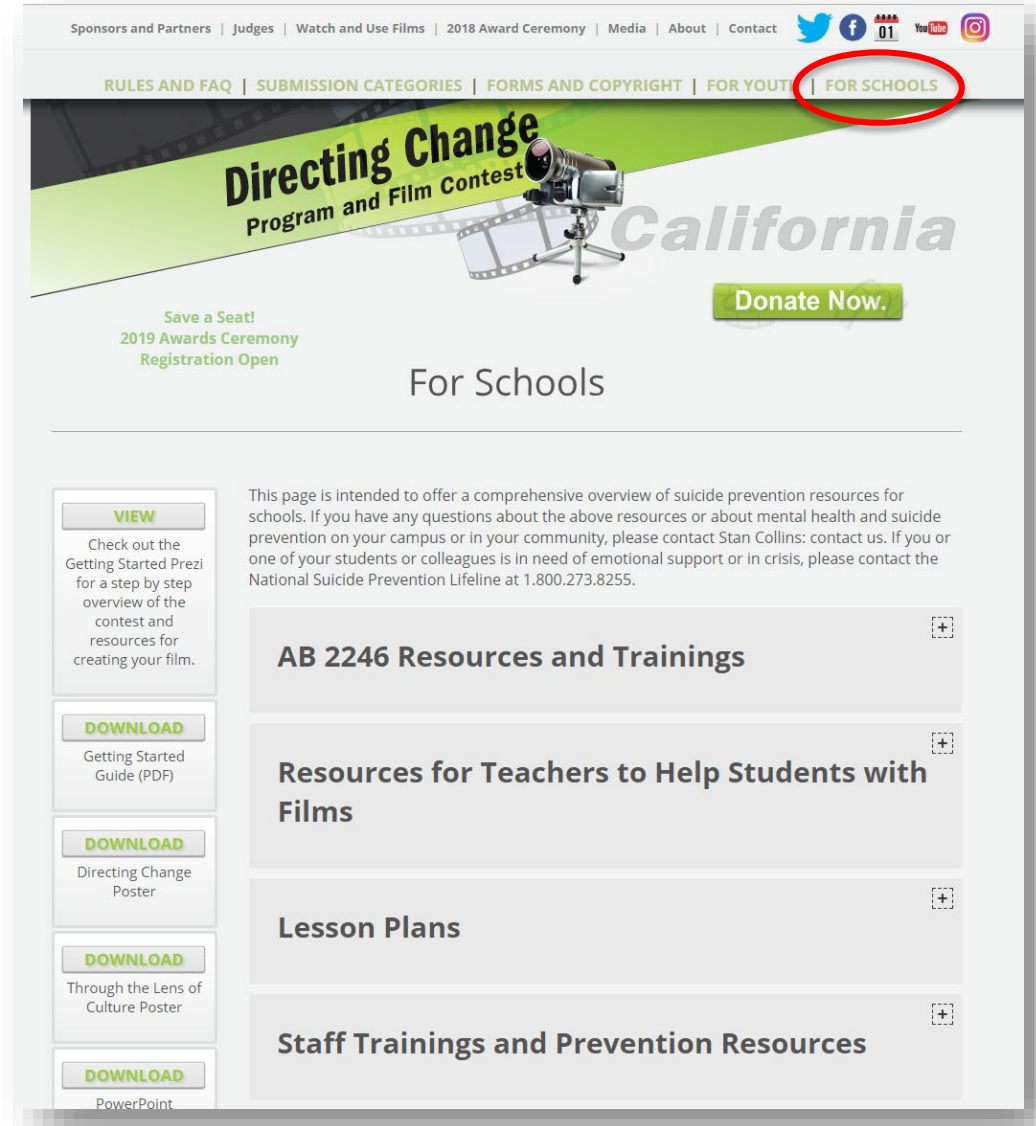 Sponsors and Partners | Judges | Watch and Use Films | 2018 Award Ceremony | Media | About | Contact 01 YouTube
RULES AND FAQ | SUBMISSION CATEGORIES | FORMS AND COPYRIGHT | FOR YOUTH | FOR SCHOOLS
Directing Change
Program and Film Contest
California
Donate Now.
Save a Seat!
2019 Awards Ceremony
Registration Open
For Schools
VIEW
Check out the
Getting Started Prezi
for a step by step
overview of the
contest and
resources for
creating your film.
DOWNLOAD
Getting Started
Guide (PDF)
DOWNLOAD
Directing Change
Poster
DOWNLOAD
Through the Lens of
Culture Poster
DOWNLOAD
PowerPoint
This page is intended to offer a comprehensive overview of suicide prevention resources for
schools. If you have any questions about the above resources or about mental health and suicide
prevention on your campus or in your community, please contact Stan Collins: contact us. If you or
one of your students or colleagues is in need of emotional support or in crisis, please contact the
National Suicide Prevention Lifeline at 1.800.273.8255.
AB 2246 Resources and Trainings
Resources for Teachers to Help Students with
Films
Lesson Plans
Staff Trainings and Prevention Resources